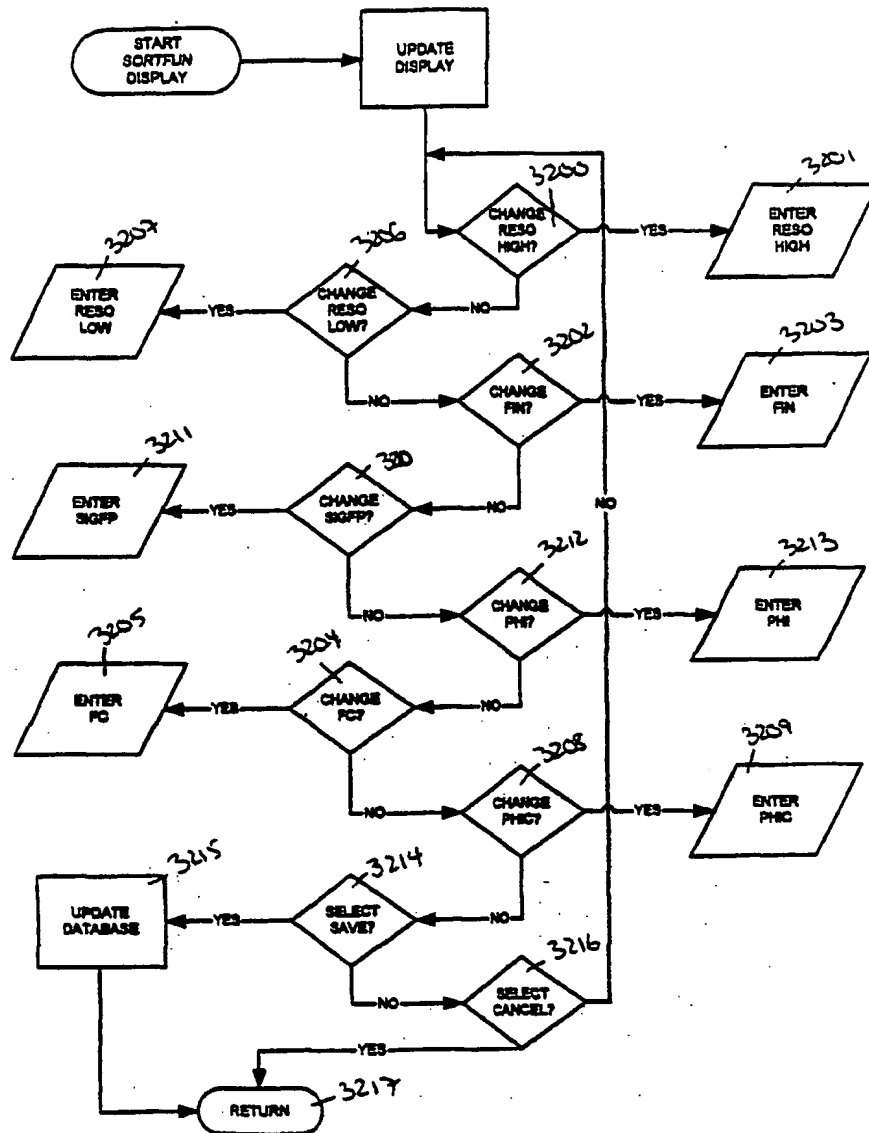 START
SORTFUN
DISPLAY
UPDATE
DISPLAY
3200
CHANGE
RESO
HIGH?
YES
3201
ENTER
RESO
HIGH
3207
ENTER
RESO
LOW
YES
3206
CHANGE
RESO
LOW?
NO
3202
CHANGE
FIN?
NO
YES
3203
ENTER
FIN
3211
ENTER
SIGFP
YES
320
CHANGE
SIGFP?
NO
NO
3212
CHANGE
PHI?
NO
YES
3213
ENTER
PHI
3205
ENTER
FC
YES
3204
CHANGE
FC?
NO
3208
CHANGE
PHIC?
NO
YES
3209
ENTER
PHIC
3215
UPDATE
DATABASE
YES
3214
SELECT
SAVE?
NO
3216
SELECT
CANCEL?
NO
YES
RETURN
3217